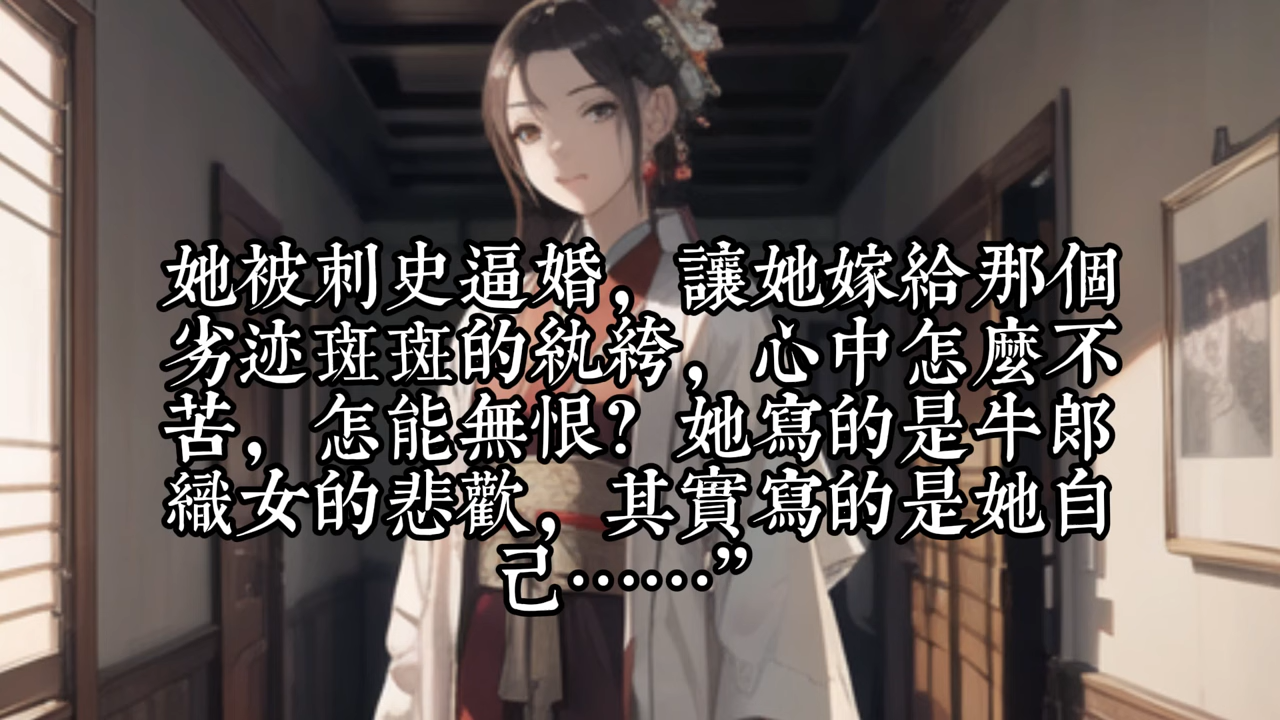 她被刺史逼婚，讓她嫁給那個
劣迹斑斑的紈絝，心中怎麼不
苦，怎能無恨？她寫的是牛郎
織女的悲歡，其實寫的是她自
己……”